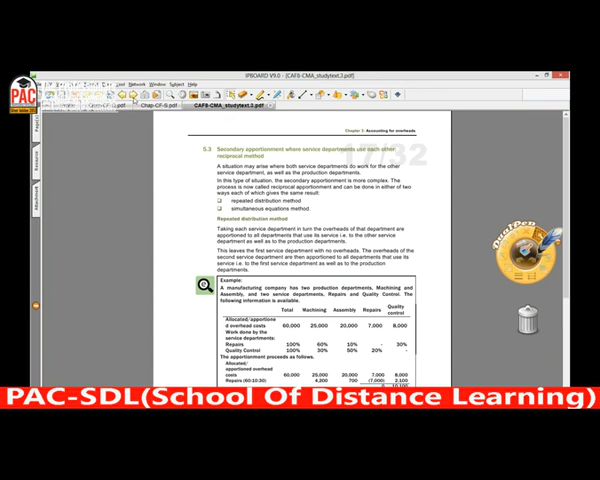 PAC
IPBOARD V9.0 - [CAF8-CMA_studytext.3.pdf]
Tool Network Window Subject Help
Chap-CF-S.pdf CAF8-CMA_studytext.3.pdf
Page(s)
Resource
Attachment
Chapter 3: Accounting for overheads
17/32
5.3 Secondary apportionment where service departments use each other:
reciprocal method
A situation may arise where both service departments do work for the other
service department, as well as the production departments.
In this type of situation, the secondary apportionment is more complex. The
process is now called reciprocal apportionment and can be done in either of two
ways each of which gives the same result:
❑ repeated distribution method
❑ simultaneous equations method.
Repeated distribution method
Taking each service department in turn the overheads of that department are
apportioned to all departments that use its service i.e. to the other service
department as well as to the production departments.
This leaves the first service department with no overheads. The overheads of the
second service department are then apportioned to all departments that use its
service i.e. to the first service department as well as to the production
departments.
Example:
A manufacturing company has two production departments, Machining and
Assembly, and two service departments, Repairs and Quality Control. The
following information is available.
Total Machining Assembly Repairs Quality control
Allocated/apportione
d overhead costs 60,000 25,000 20,000 7,000 8,000
Work done by the
service departments:
Repairs 100% 60% 10% - 30%
Quality Control 100% 30% 50% 20% -
The apportionment proceeds as follows.
Allocated/
apportioned overhead
costs 60,000 25,000 20,000 7,000 8,000
Repairs (60:10:30) 4,200 700 (7,000) 2,100
0 10,100
DualPen
PAC-SDL(School Of Distance Learning)